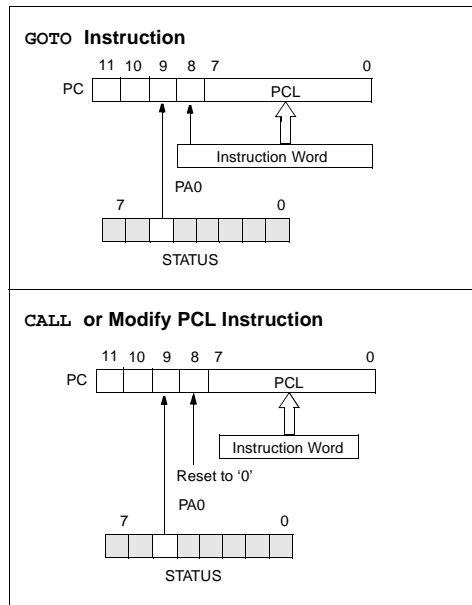 GOTO Instruction
11 10 9 8 7 0
PC PCL
Instruction Word
PA0
7 0
STATUS
CALL or Modify PCL Instruction
11 10 9 8 7 0
PC PCL
Instruction Word
Reset to ‘0’
PA0
7 0
STATUS